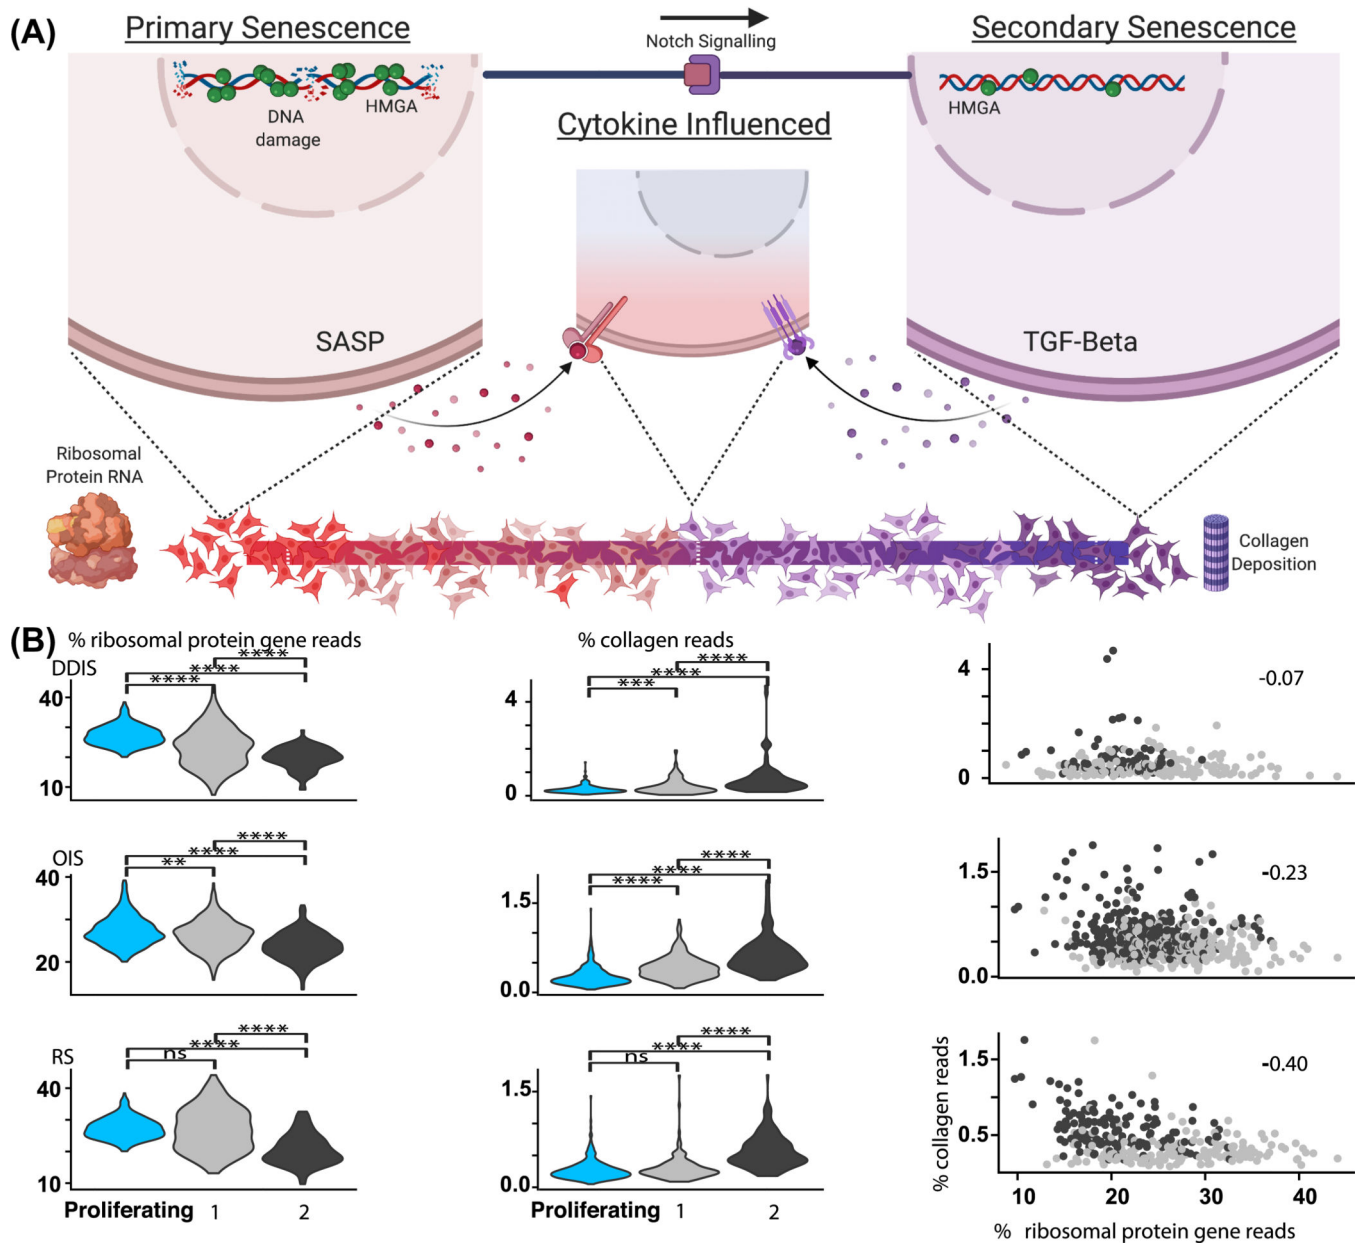 (A)
Primary Senescence
Notch Signalling
Secondary Senescence
DNA
damage
HMGA
HMGA
Cytokine Influenced
SASP
TGF-Beta
Ribosomal
Protein RNA
Collagen
Deposition
(B)
% ribosomal protein gene reads
% collagen reads
DDIS
****
****
****
40
10
****
****
***
4
0
-0.07
4
0
OIS
****
****
**
40
20
****
****
****
1.5
0.0
-0.23
1.5
0.0
RS
****
****
ns
40
10
****
****
ns
1.5
0.0
-0.40
1.5
0.5
% collagen reads
10 20 30 40
Proliferating 1 2
1 2
% ribosomal protein gene reads